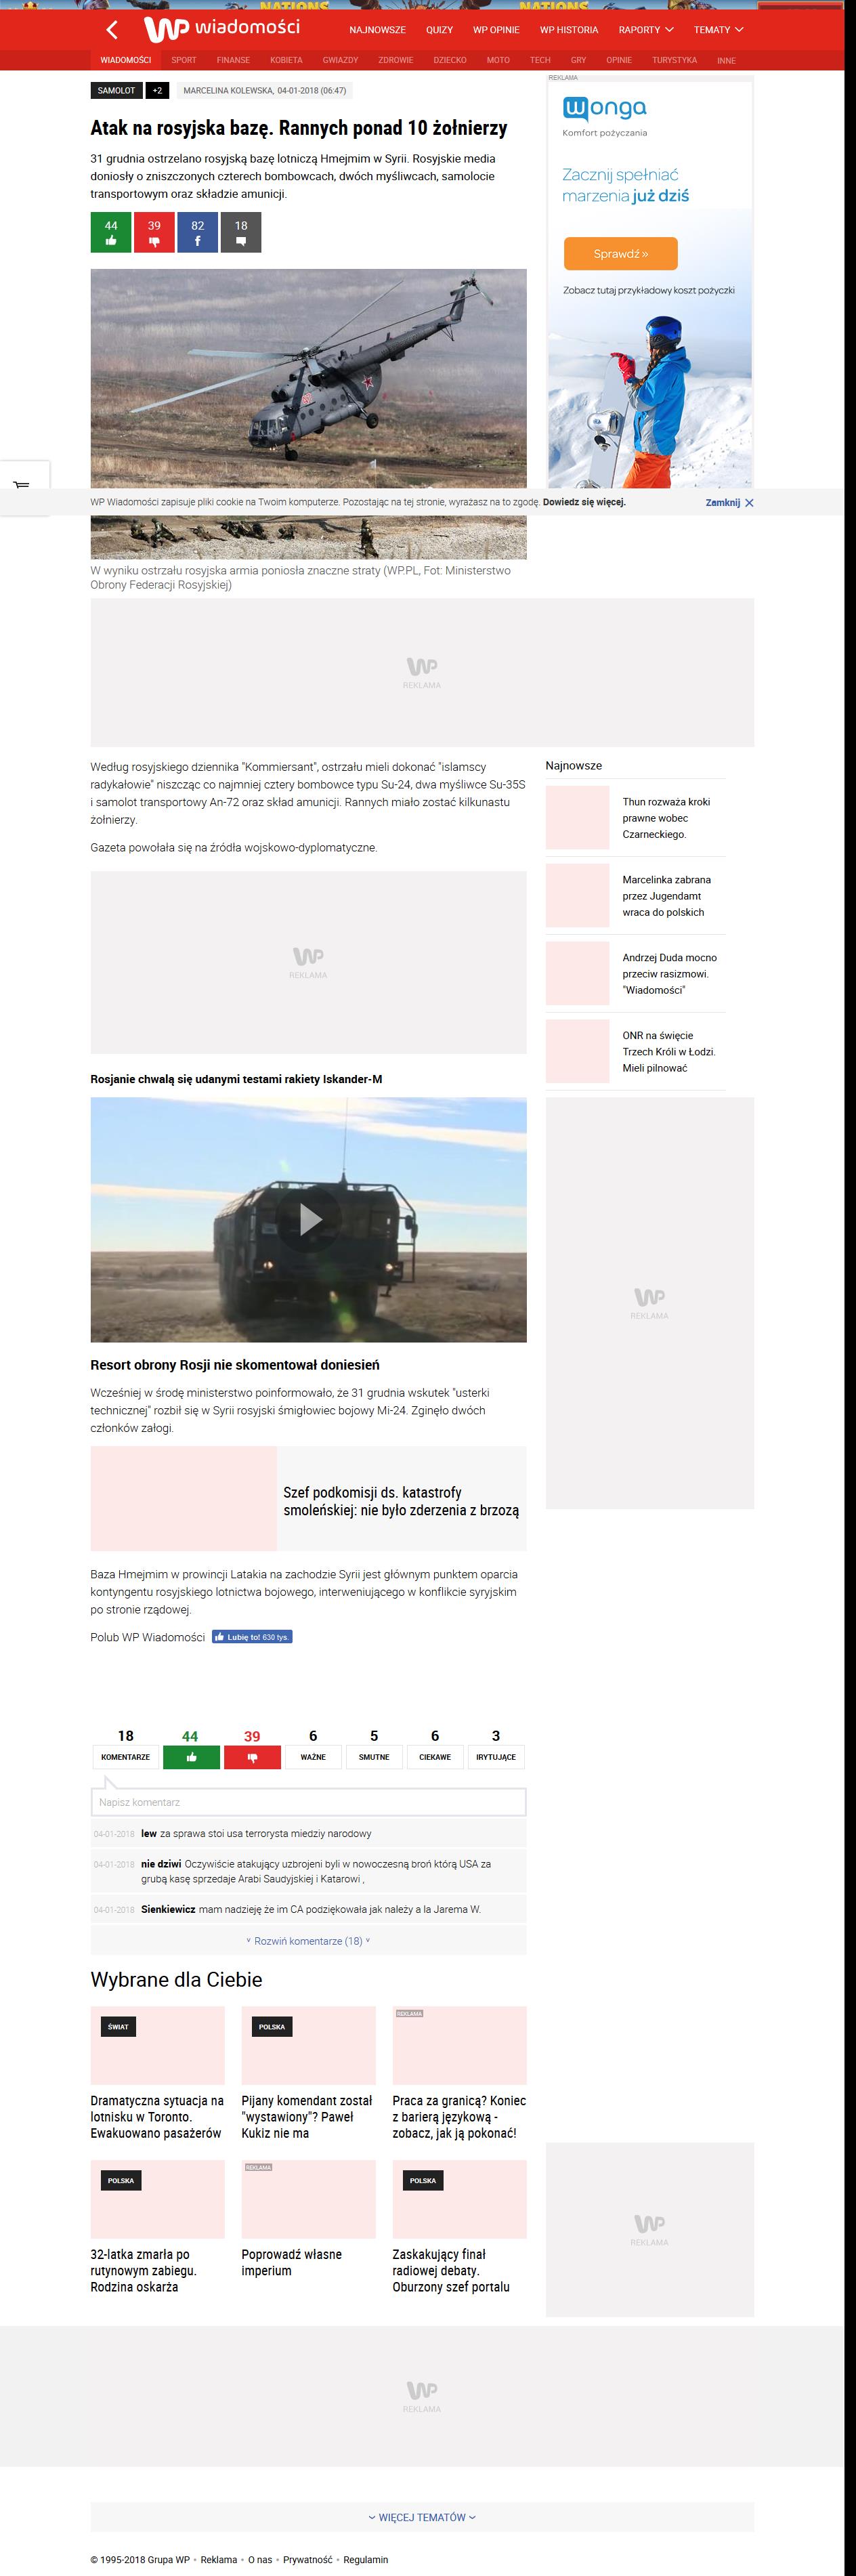 NATIONS
NATIONS
WP wiadomości
NAJNOWSZE
QUIZY
WP OPINIE
WP HISTORIA
RAPORTY
TEMATY
WIADOMOŚCI
SPORT
FINANSE
KOBIETA
GWIAZDY
ZDROWIE
DZIECKO
MOTO
TECH
GRY
OPINIE
TURYSTYKA
INNE
SAMOLOT
+2
MARCELINA KOLEWSKA, 04-01-2018 (06:47)
Atak na rosyjska bazę. Rannych ponad 10 żołnierzy
31 grudnia ostrzelano rosyjską bazę lotniczą Hmejmim w Syrii. Rosyjskie media
doniosły o zniszczonych czterech bombowcach, dwóch myśliwcach, samolocie
transportowym oraz składzie amunicji.
44
39
82
18
REKLAMA
wonga
Komfort pożyczania
Zacznij spełniać
marzenia już dziś
Sprawdź »
Zobacz tutaj przykładowy koszt pożyczki
WP Wiadomości zapisuje pliki cookie na Twoim komputerze. Pozostając na tej stronie, wyrażasz na to zgodę. Dowiedz się więcej.
Zamknij
W wyniku ostrzału rosyjska armia poniosła znaczne straty (WP.PL, Fot: Ministerstwo
Obrony Federacji Rosyjskiej)
WP
REKLAMA
Według rosyjskiego dziennika "Kommiersant", ostrzału mieli dokonać "islamscy
radykałowie" niszcząc co najmniej cztery bombowce typu Su-24, dwa myśliwce Su-35S
i samolot transportowy An-72 oraz skład amunicji. Rannych miało zostać kilkunastu
żołnierzy.
Gazeta powołała się na źródła wojskowo-dyplomatyczne.
WP
REKLAMA
Najnowsze
Thun rozważa kroki
prawne wobec
Czarneckiego.
Marcelinka zabrana
przez Jugendamt
wraca do polskich
Andrzej Duda mocno
przeciw rasizmowi.
"Wiadomości"
ONR na święcie
Trzech Króli w Łodzi.
Mieli pilnować
WP
REKLAMA
Rosjanie chwalą się udanymi testami rakiety Iskander-M
Resort obrony Rosji nie skomentował doniesień
Wcześniej w środę ministerstwo poinformowało, że 31 grudnia wskutek "usterki
technicznej" rozbił się w Syrii rosyjski śmigłowiec bojowy Mi-24. Zginęło dwóch
członków załogi.
Szef podkomisji ds. katastrofy
smoleńskiej: nie było zderzenia z brzozą
Baza Hmejmim w prowincji Latakia na zachodzie Syrii jest głównym punktem oparcia
kontyngentu rosyjskiego lotnictwa bojowego, interweniującego w konflikcie syryjskim
po stronie rządowej.
Polub WP Wiadomości
Lubię to! 630 tys.
18
KOMENTARZE
44
39
6
WAŻNE
5
SMUTNE
6
CIEKAWE
3
IRYTUJĄCE
Napisz komentarz
04-01-2018 lew za sprawa stoi usa terrorysta miedziy narodowy
04-01-2018 nie dziwi Oczywiście atakujący uzbrojeni byli w nowoczesną broń którą USA za
grubą kasę sprzedaje Arabi Saudyjskiej i Katarowi ,
04-01-2018 Sienkiewicz mam nadzieję że im CA podziękowała jak należy a la Jarema W.
Rozwiń komentarze (18)
Wybrane dla Ciebie
ŚWIAT
Dramatyczna sytuacja na
lotnisku w Toronto.
Ewakuowano pasażerów
POLSKA
Pijany komendant został
"wystawiony"? Paweł
Kukiz nie ma
REKLAMA
Praca za granicą? Koniec
z barierą językową -
zobacz, jak ją pokonać!
POLSKA
32-latka zmarła po
rutynowym zabiegu.
Rodzina oskarża
REKLAMA
Poprowadź własne
imperium
POLSKA
Zaskakujący finał
radiowej debaty.
Oburzony szef portalu
WP
REKLAMA
WP
REKLAMA
WIĘCEJ TEMATÓW
© 1995-2018 Grupa WP • Reklama • O nas • Prywatność • Regulamin